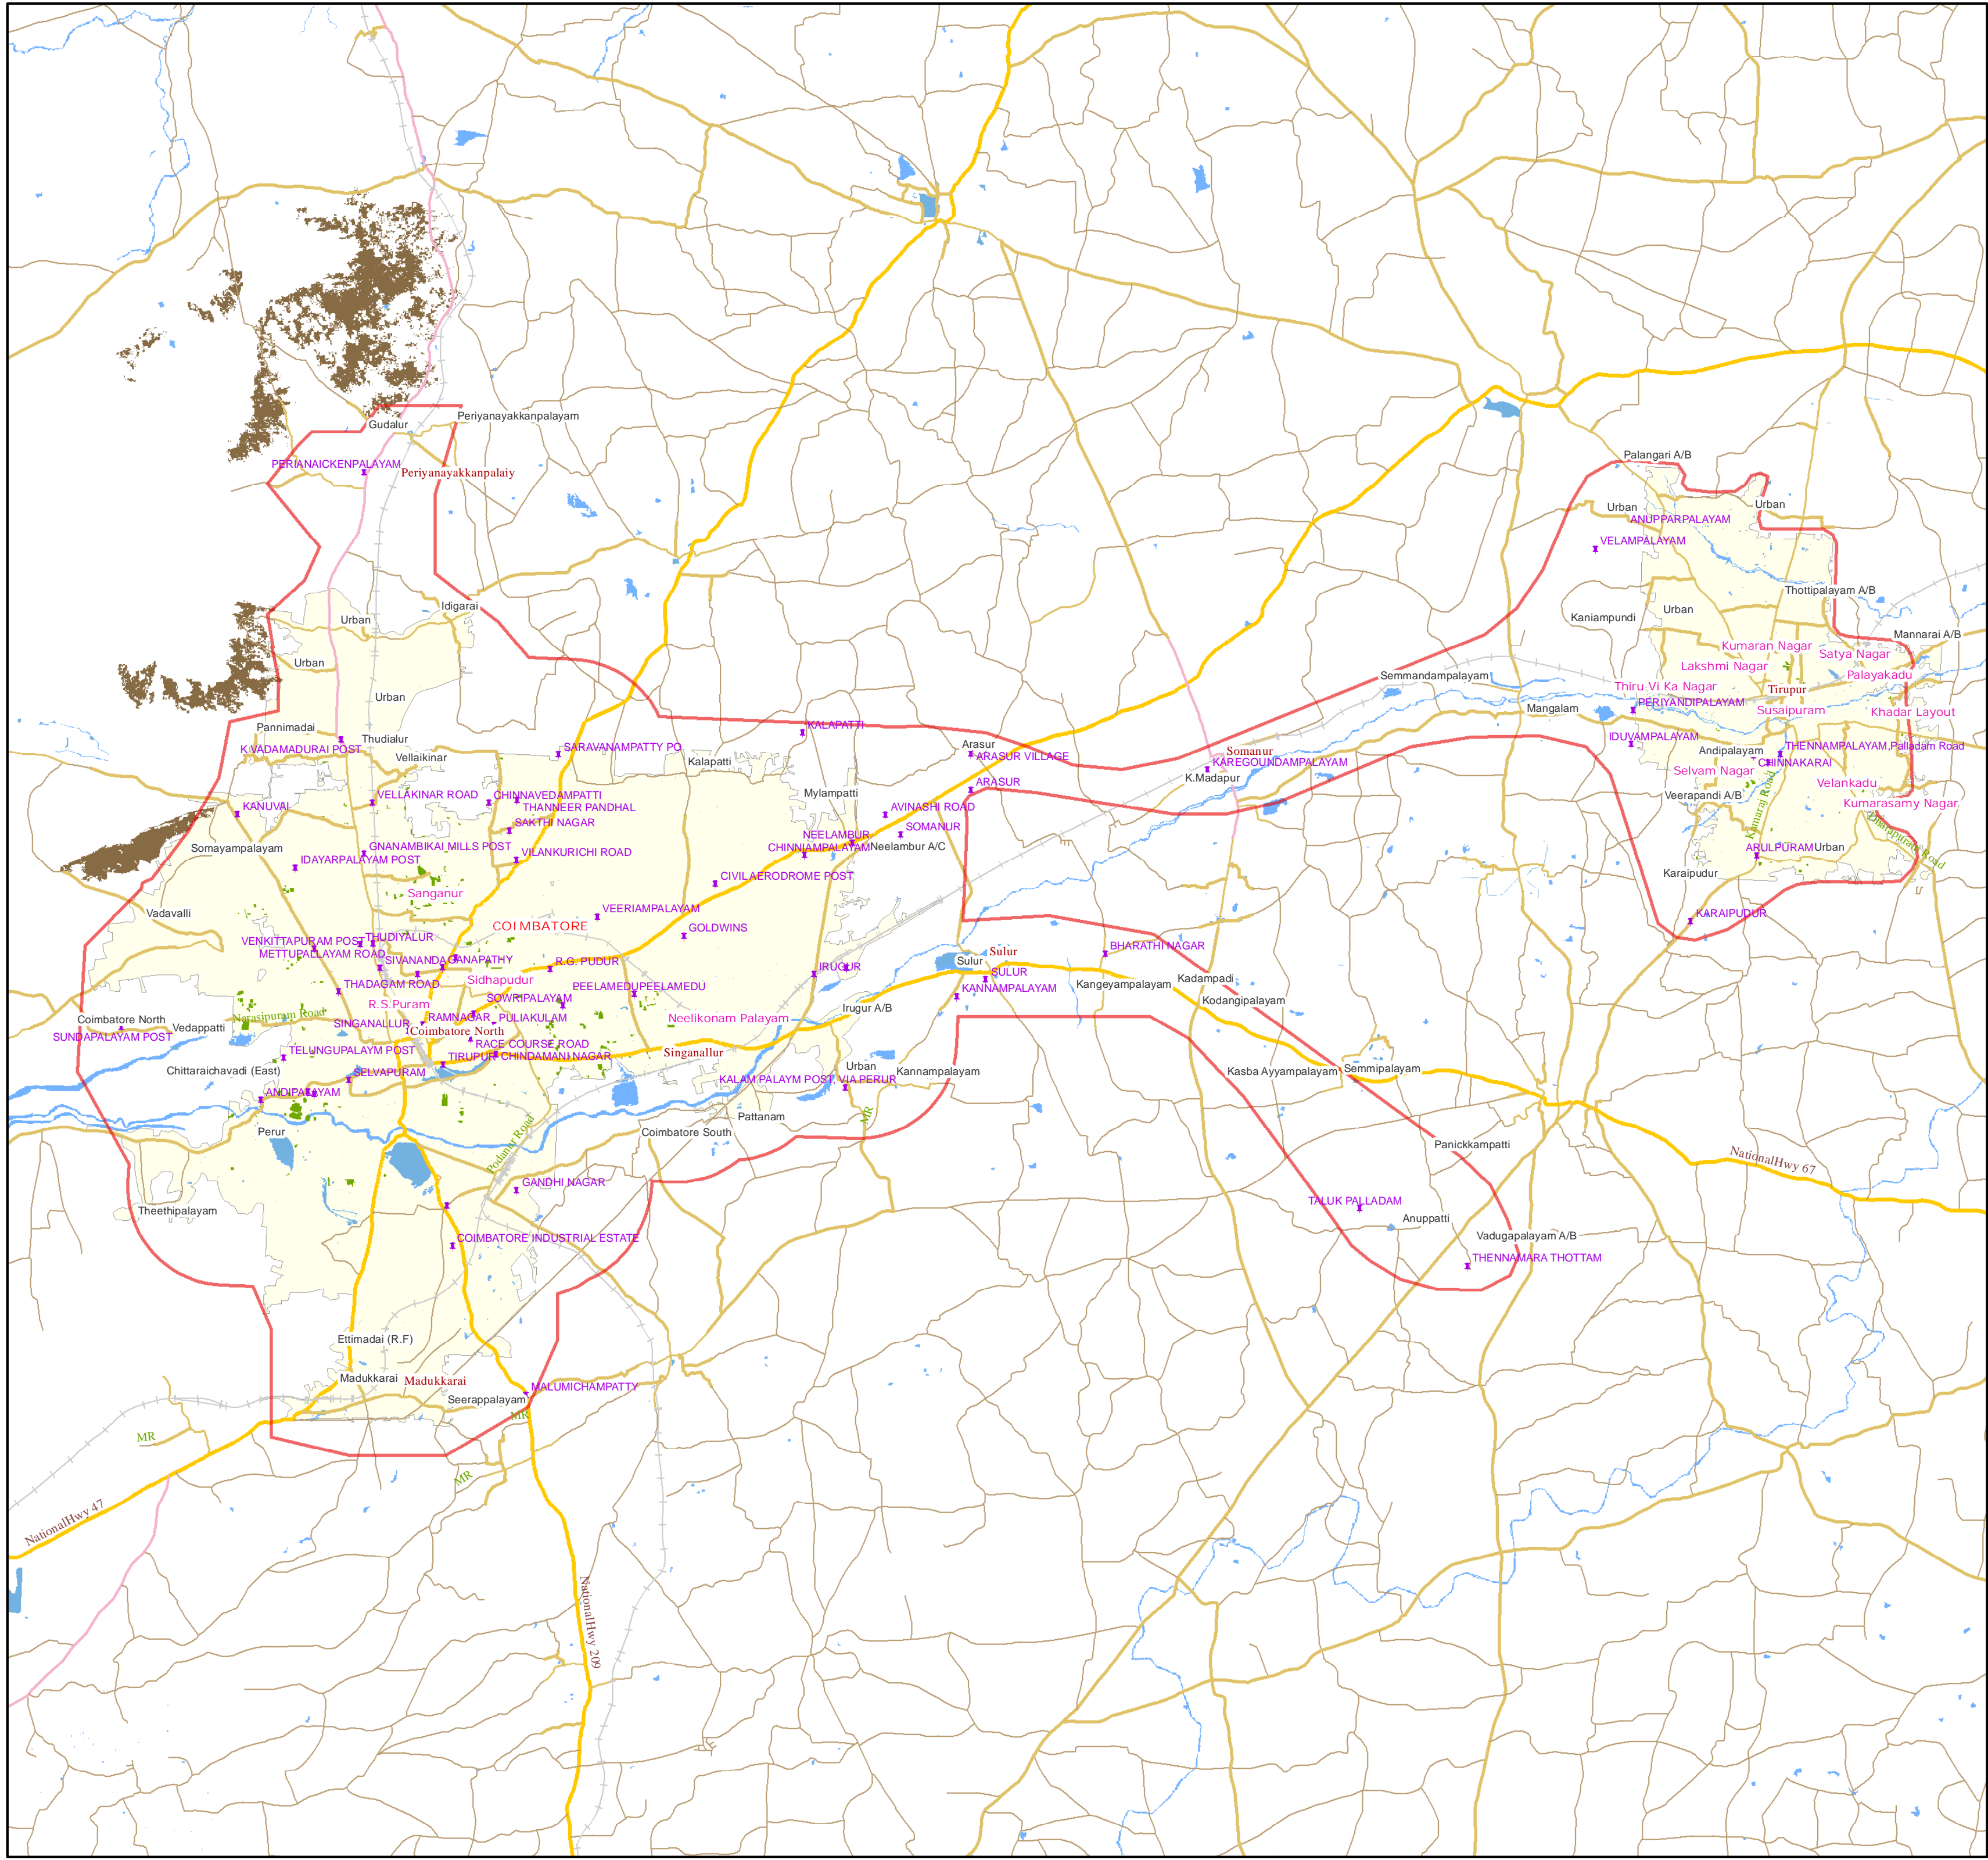 Periyanayakkanpalayam
Gudalur
PERIANAICKENPALAYAM
Periyanayakkanpalaiy
Palangari A/B
Urban
Urban
ANUPPARPALAYAM
VELAMPALAYAM
Thottipalayam A/B
Idigarai
Urban
Urban
Kaniampundi
Mannarai A/B
Kumaran Nagar
Satya Nagar
Urban
Lakshmi Nagar
Palayakadu
Semmandampalayam
Urban
Thiru Vi Ka Nagar
Tirupur
PERIYANDIPALAYAM
Mangalam
Susaipuram
Khadar Layout
Pannimadai
KALAPATTI
Thudialur
IDUVAMPALAYAM
K.VADAMADURAI POST
SARAVANAMPATTY PO
Arasur
ARASUR VILLAGE
Somanur
Andipalayam
THENNAMPALAYAM,Palladam Road
Vellaikinar
Kalapatti
KAREGOUNDAMPALAYAM
CHINNAKARAI
K.Madapur
Selvam Nagar
ARASUR
Velankadu
VELLAKINAR ROAD
CHINNAVEDAMPATTI
Mylampatti
Veerapandi A/B
KANUVAI
THANNEER PANDHAL
AVINASHI ROAD
Kumarasamy Nagar
Kamaraj Road
Dharapuram Road
SAKTHI NAGAR
NEELAMBUR
SOMANUR
Somayampalayam
GNANAMBIKAI MILLS POST
VILANKURICHI ROAD
CHINNIAMPALAYAM
Neelambur A/C
ARULPURAM
Urban
IDAYARPALAYAM POST
CIVILAERODROME POST
Karaipudur
Sanganur
Vadavalli
VEERIAMPALAYAM
COIMBATORE
KARAIPUDUR
VENKITTAPURAM POST
THUDIYALUR
GOLDWINS
METTUPALLAYAM ROAD
SIVANANDA
GANAPATHY
R.G. PUDUR
IRUGUR
Sulur
Sulur
BHARATHI NAGAR
Sidhapudur
SULUR
THADAGAM ROAD
PEELAMEDU
PEELAMEDU
KANNAMPALAYAM
Kangeyampalayam
Kadampadi
R.S.Puram
SOWRIPALAYAM
Irugur A/B
Kodangipalayam
Narasipuram Road
Coimbatore North
Vedappatti
SUNDAPALAYAM POST
SINGANALLUR
RAMNAGAR
PULIAKULAM
Neelikonam Palayam
Coimbatore North
RACE COURSE ROAD
TELUNGUPALAYM POST
TIRUPUR
CHINDAMANI NAGAR
Singanallur
Chittaraichavadi (East)
SELVAPURAM
Urban
Kannampalayam
Kasba Ayyampalayam
Semmipalayam
KALAM PALAYM POST, VIA PERUR
ANDIPALAYAM
MR
Pattanam
Perur
Podanur Road
Coimbatore South
Panickkampatti
NationalHwy 67
GANDHI NAGAR
TALUK PALLADAM
Theethipalayam
Anuppatti
COIMBATORE INDUSTRIAL ESTATE
Vadugapalayam A/B
THENNAMARA THOTTAM
Ettimadai (R.F)
Madukkarai
Madukkarai
MALUMICHAMPATTY
Seerappalayam
MR
MR
MR
NationalHwy 47
NationalHwy 209